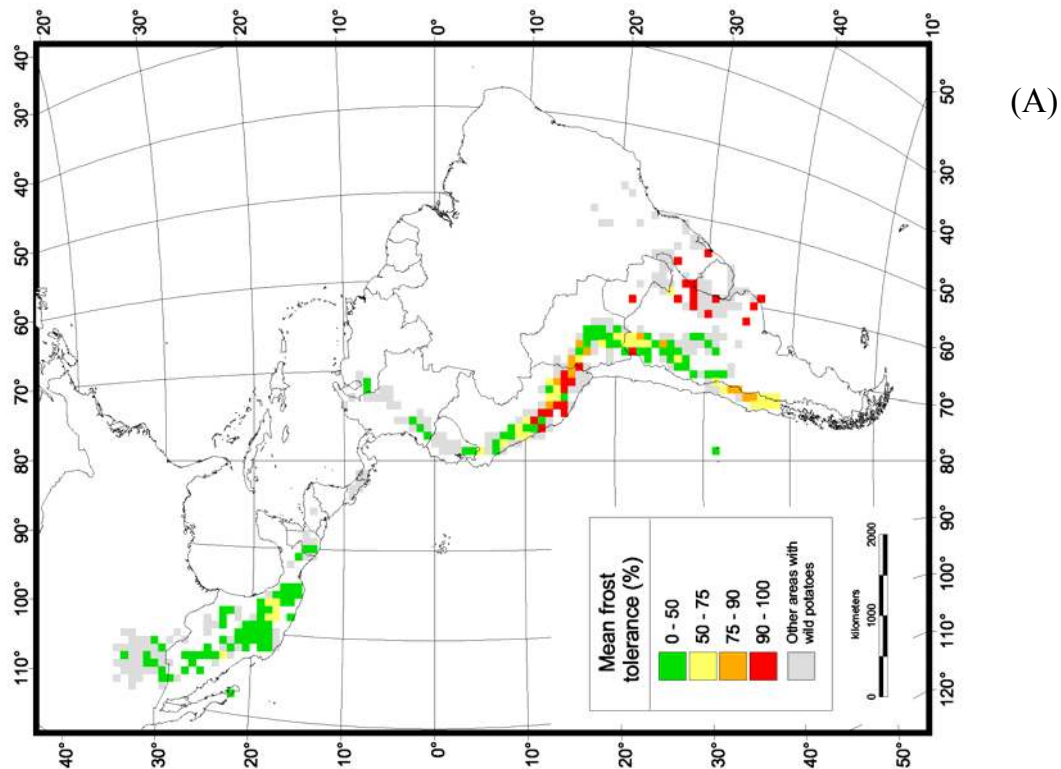 20° 30° 20° 10° 0° 10° 20° 30° 40° 10°
40°
30°
40°
50°
60°
70°
80°
90°
100°
110°
50°
30°
40°
50°
60°
70°
80°
90°
100°
110°
120°
40° 30° 20° 10° 0° 10° 20° 30° 40° 50°
Mean frost
tolerance (%)
0 - 50
50 - 75
75 - 90
90 - 100
Other areas with
wild potatoes
kilometers
0 1000 2000
(A)